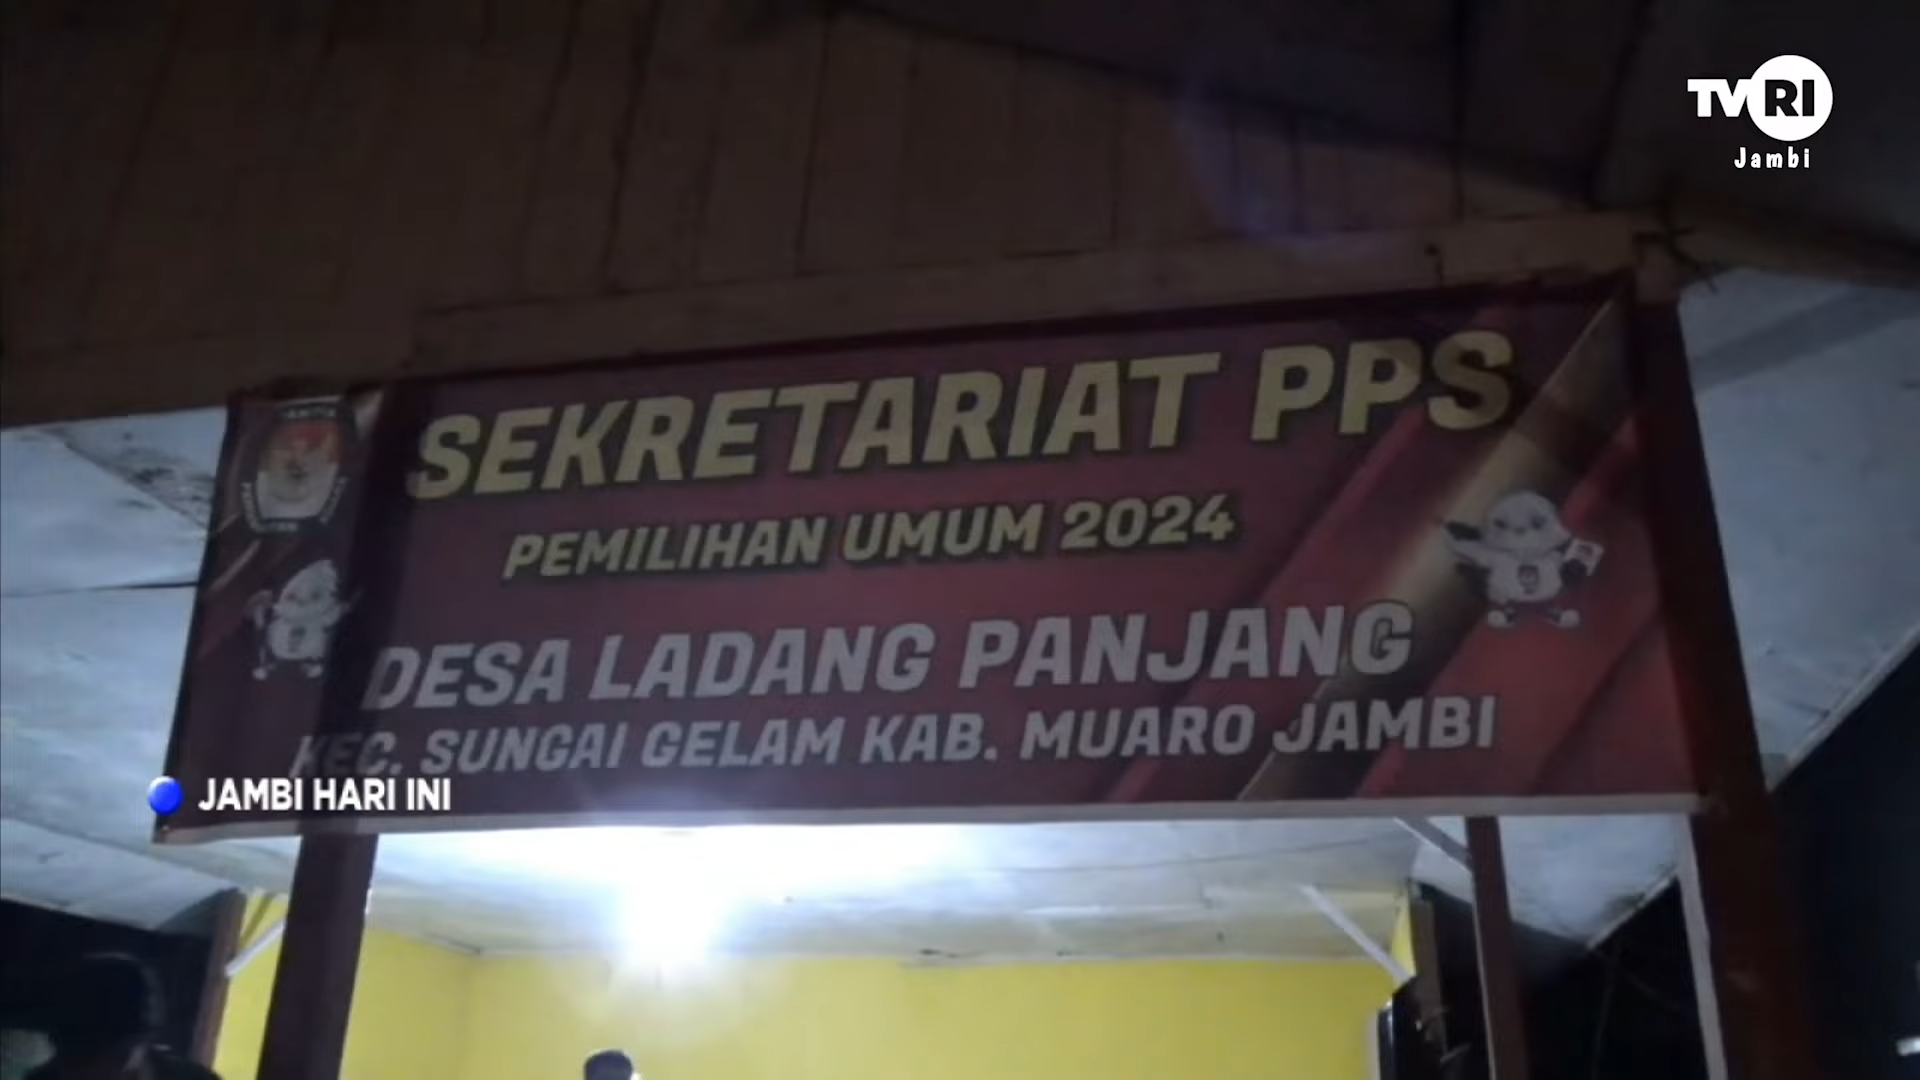 TVRI
Jambi
SEKRETARIAT PPS
PEMILIHAN UMUM 2024
DESA LADANG PANJANG
KEC. SUNGAI GELAM KAB. MUARO JAMBI
JAMBI HARI INI